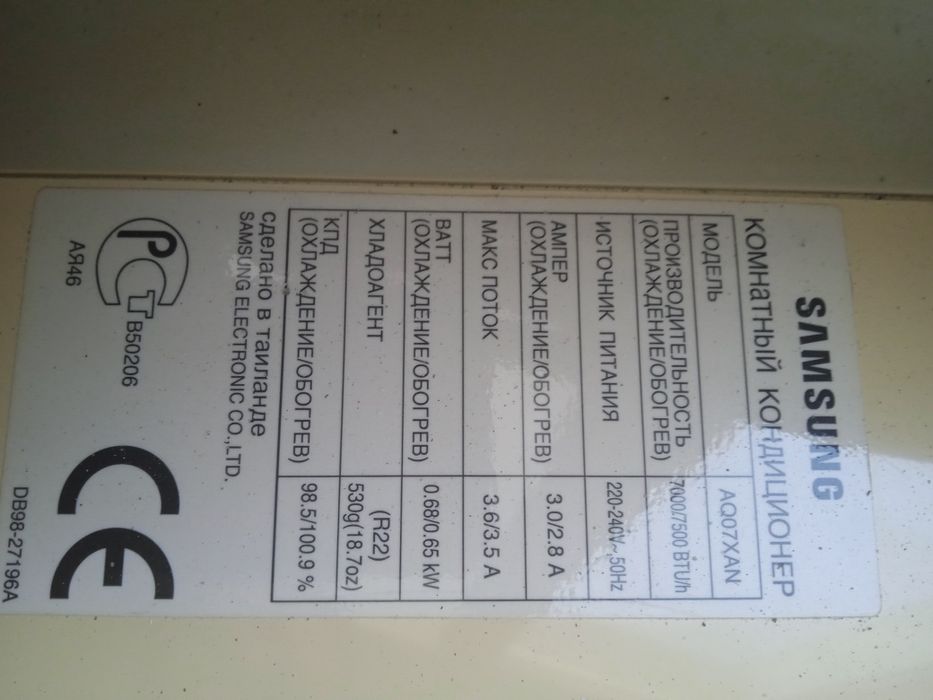 SAMSUNG
КОМНАТНЫЙ КОНДИЦИОНЕР
МОДЕЛЬ AQ07XAN
ПРОИЗВОДИТЕЛЬНОСТЬ
(ОХЛАЖДЕНИЕ/ОБОГРЕВ) 7000/7500 BTU/h
ИСТОЧНИК ПИТАНИЯ 220-240V~,50Hz
АМПЕР
(ОХЛАЖДЕНИЕ/ОБОГРЕВ) 3.0/2.8 A
МАКС ПОТОК 3.6/3.5 A
ВАТТ
(ОХЛАЖДЕНИЕ/ОБОГРЕВ) 0.68/0.65 kW
ХЛАДОАГЕНТ (R22)
530g(18.7oz)
КПД
(ОХЛАЖДЕНИЕ/ОБОГРЕВ) 98.5/100.9 %
сделано в таиланде
SAMSUNG ELECTRONIC CO.,LTD.
РСТ
В50206
АЯ46
CE
DB98-27196A